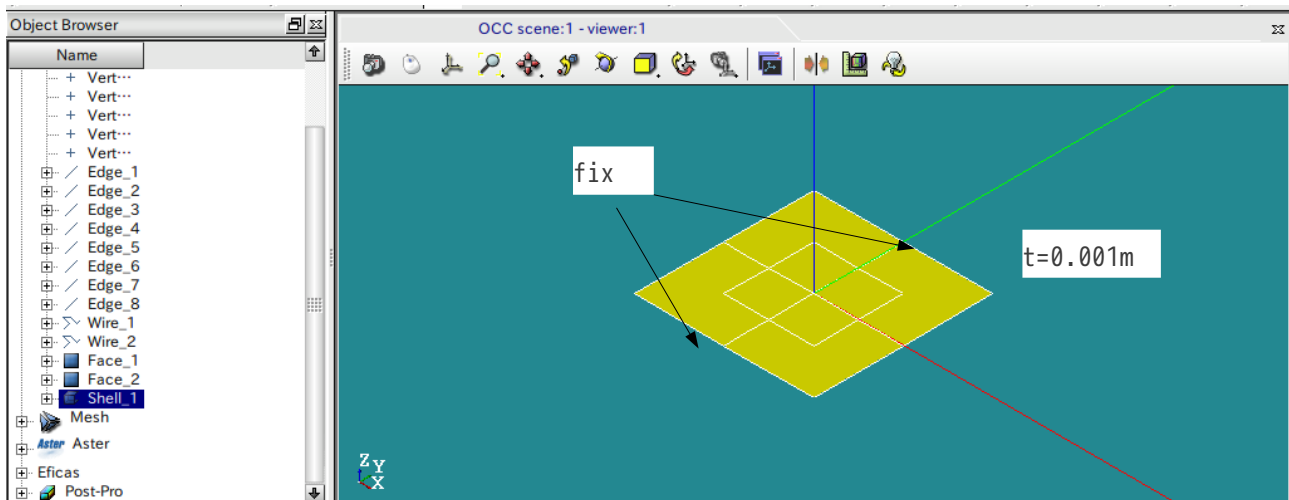 Object Browser
OCC scene:1 - viewer:1
Name
Vert···
Vert···
Vert···
Vert···
Vert···
Edge_1
Edge_2
Edge_3
Edge_4
Edge_5
Edge_6
Edge_7
Edge_8
Wire_1
Wire_2
Face_1
Face_2
Shell_1
Mesh
Aster Aster
Eficas
Post-Pro
fix
t=0.001m
Z
Y
X